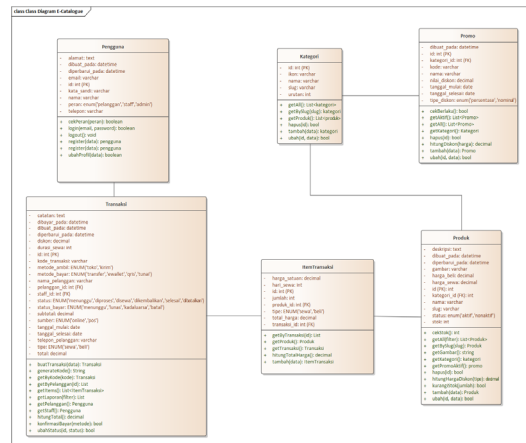 class Class Diagram E-Catalogue
Pengguna
- alamat: text
- dibuat_pada: datetime
- diperbarui_pada: datetime
- email: varchar
- id: int (PK)
- kata_sandi: varchar
- nama: varchar
- peran: enum('pelanggan','staff','admin')
- telepon: varchar
+ cekPeran(peran): boolean
+ login(email, password): boolean
+ logout(): void
+ register(data): pengguna
+ register(data): pengguna
+ ubahProfil(data): boolean
Kategori
- id: int (PK)
- ikon: varchar
- nama: varchar
- slug: varchar
- urutan: int
+ getAll(): List<kategori>
+ getBySlug(slug): kategori
+ getProduk(): List<produk>
+ hapus(id): bool
+ tambah(data): kategori
+ ubah(id, data): bool
Promo
- dibuat_pada: datetime
- id: int (PK)
- kategori_id: int (FK)
- kode: varchar
- nama: varchar
- nilai_diskon: decimal
- tanggal_mulai: date
- tanggal_selesai: date
- tipe_diskon: enum('persentase','nominal')
+ cekBerlaku(): bool
+ getAktif(): List<Promo>
+ getAll(): List<Promo>
+ getKategori(): Kategori
+ hapus(id): bool
+ hitungDiskon(harga): decimal
+ tambah(data): Promo
+ ubah(id, data): bool
Transaksi
- catatan: text
- dibayar_pada: datetime
- dibuat_pada: datetime
- diperbarui_pada: datetime
- diskon: decimal
- durasi_sewa: int
- id: int (PK)
- kode_transaksi: varchar
- metode_ambil: ENUM('toko','kirim')
- metode_bayar: ENUM('transfer','ewallet','qris','tunai')
- nama_pelanggan: varchar
- pelanggan_id: int (FK)
- staff_id: int (FK)
- status: ENUM('menunggu','diproses','disewa','dikembalikan','selesai','dibatalkan')
- status_bayar: ENUM('menunggu','lunas','kadaluarsa','batal')
- subtotal: decimal
- sumber: ENUM('online','pos')
- tanggal_mulai: date
- tanggal_selesai: date
- telepon_pelanggan: varchar
- tipe: ENUM('sewa','beli')
- total: decimal
+ buatTransaksi(data): Transaksi
+ generateKode(): String
+ getByKode(kode): Transaksi
+ getByPelanggan(id): List
+ getItems(): List<ItemTransaksi>
+ getLaporan(filter): List
+ getPelanggan(): Pengguna
+ getStaff(): Pengguna
+ hitungTotal(): decimal
+ konfirmasiBayar(metode): bool
+ ubahStatus(id, status): bool
ItemTransaksi
- harga_satuan: decimal
- hari_sewa: int
- id: int (PK)
- jumlah: int
- produk_id: int (FK)
- tipe: ENUM('sewa','beli')
- total_harga: decimal
- transaksi_id: int (FK)
+ getByTransaksi(id): List
+ getProduk(): Produk
+ getTransaksi(): Transaksi
+ hitungTotalHarga(): decimal
+ tambah(data): ItemTransaksi
Produk
- deskripsi: text
- dibuat_pada: datetime
- diperbarui_pada: datetime
- gambar: varchar
- harga_beli: decimal
- harga_sewa: decimal
- id (PK): int
- kategori_id (FK): int
- nama: varchar
- slug: varchar
- status: enum('aktif','nonaktif')
- stok: int
+ cekStok(): int
+ getAll(filter): List<Produk>
+ getBySlug(slug): Produk
+ getGambar(): string
+ getKategori(): kategori
+ getPromoAktif(): promo
+ hapus(id): bool
+ hitungHargaDiskon(tipe): decimal
+ kurangStok(jumlah): bool
+ tambah(data): Produk
+ ubah(id, data): bool